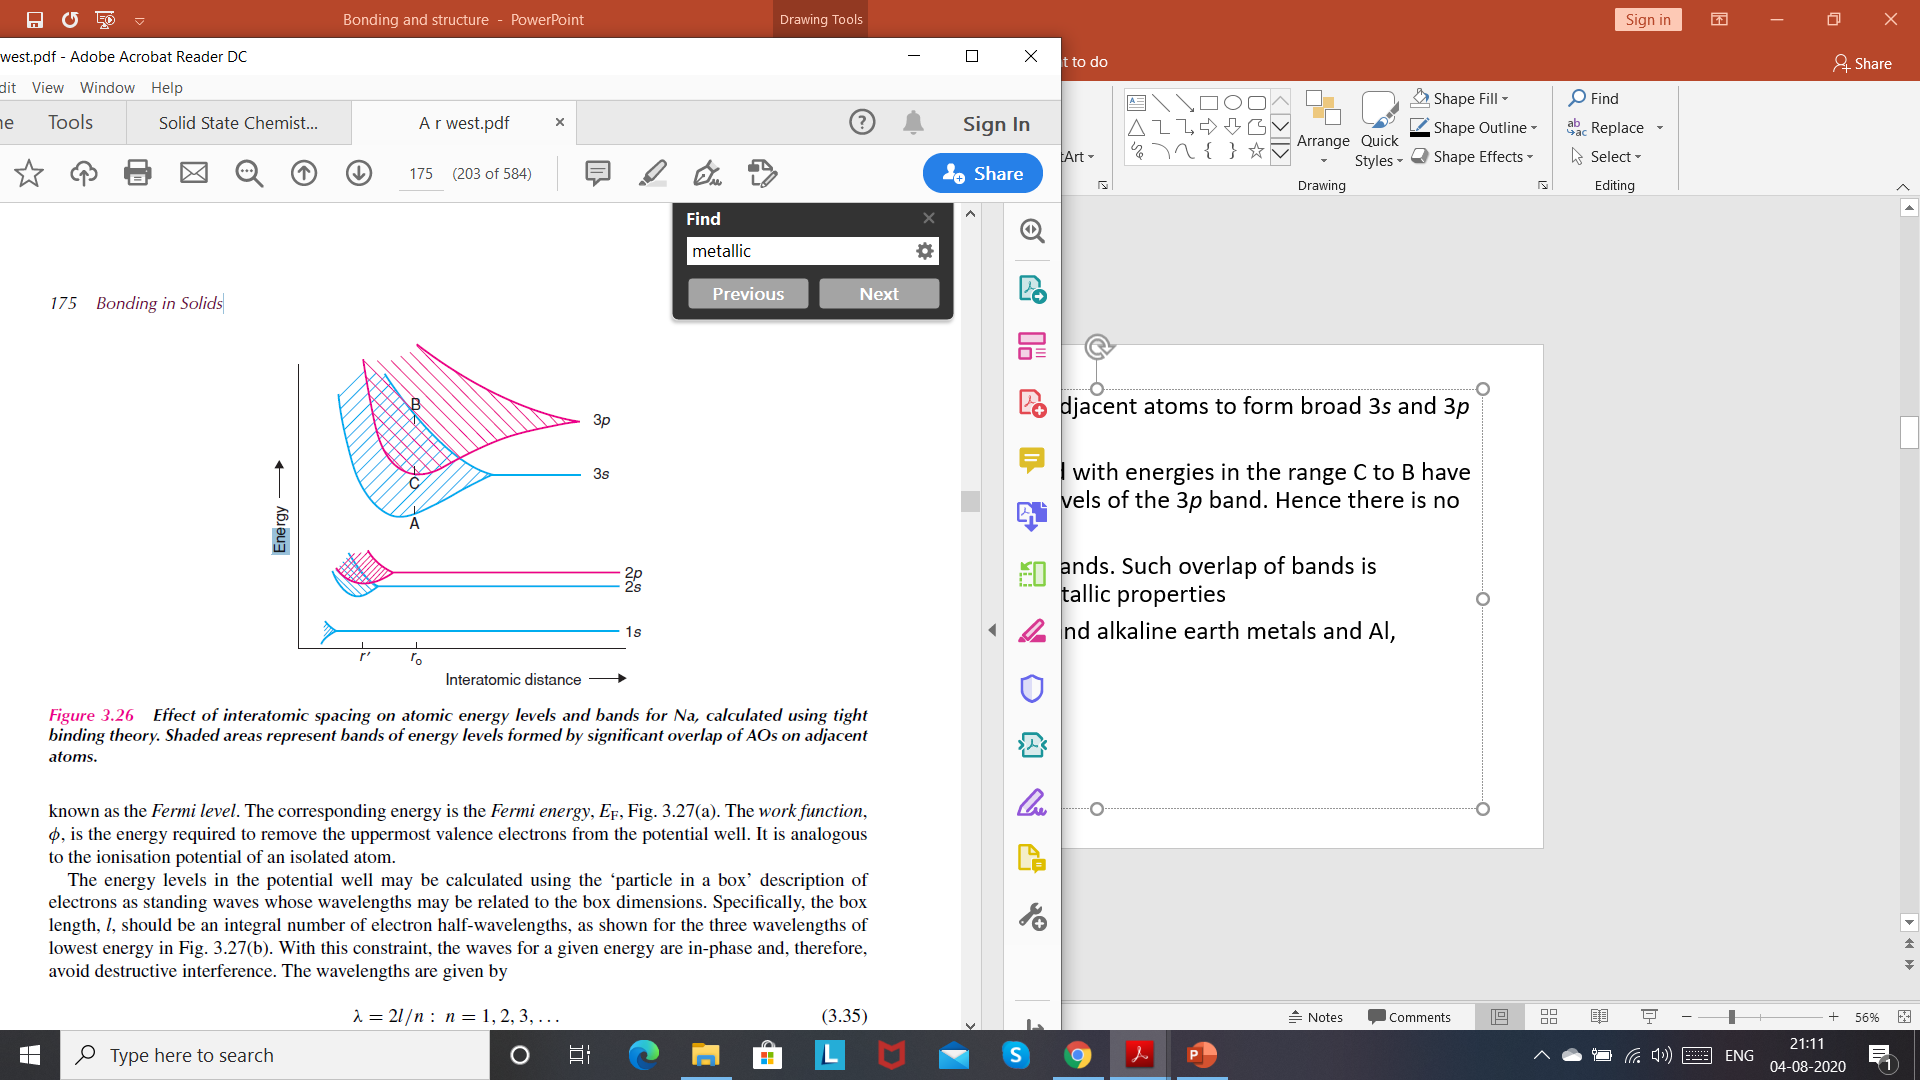 Bonding and structure - PowerPoint
Drawing Tools
Sign in
west.pdf - Adobe Acrobat Reader DC
t to do
Share
dit View Window Help
ne Tools
Solid State Chemist...
A r west.pdf
Sign In
175 (203 of 584)
Share
Art
Arrange
Quick
Styles
Shape Fill
Shape Outline
Shape Effects
Drawing
Find
Replace
Select
Editing
Find
metallic
Previous Next
175 Bonding in Solids
B
C
A
3p
3s
2p
2s
1s
Energy
r′ ro
Interatomic distance
Figure 3.26 Effect of interatomic spacing on atomic energy levels and bands for Na, calculated using tight
binding theory. Shaded areas represent bands of energy levels formed by significant overlap of AOs on adjacent
atoms.
known as the Fermi level. The corresponding energy is the Fermi energy, EF, Fig. 3.27(a). The work function,
ϕ, is the energy required to remove the uppermost valence electrons from the potential well. It is analogous
to the ionisation potential of an isolated atom.
The energy levels in the potential well may be calculated using the ‘particle in a box’ description of
electrons as standing waves whose wavelengths may be related to the box dimensions. Specifically, the box
length, l, should be an integral number of electron half-wavelengths, as shown for the three wavelengths of
lowest energy in Fig. 3.27(b). With this constraint, the waves for a given energy are in-phase and, therefore,
avoid destructive interference. The wavelengths are given by
λ = 2l/n : n = 1, 2, 3, . . . (3.35)
djacent atoms to form broad 3s and 3p
d with energies in the range C to B have
vels of the 3p band. Hence there is no
ands. Such overlap of bands is
tallic properties
nd alkaline earth metals and Al,
Notes Comments 56%
Type here to search
ENG
21:11
04-08-2020
1